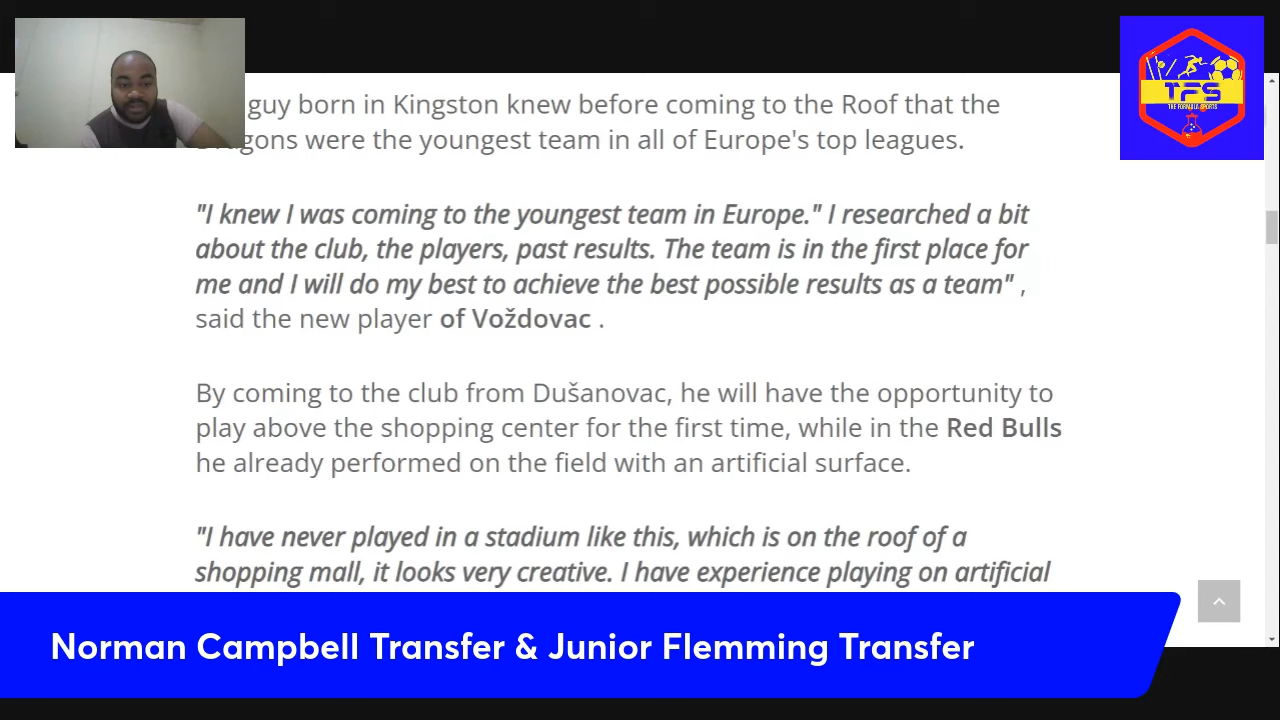 guy born in Kingston knew before coming to the Roof that the
Dragons were the youngest team in all of Europe's top leagues.
"I knew I was coming to the youngest team in Europe." I researched a bit
about the club, the players, past results. The team is in the first place for
me and I will do my best to achieve the best possible results as a team" ,
said the new player of Voždovac .
By coming to the club from Dušanovac, he will have the opportunity to
play above the shopping center for the first time, while in the Red Bulls
he already performed on the field with an artificial surface.
"I have never played in a stadium like this, which is on the roof of a
shopping mall, it looks very creative. I have experience playing on artificial
TFS
THE FORMULA SPORTS
Norman Campbell Transfer & Junior Flemming Transfer